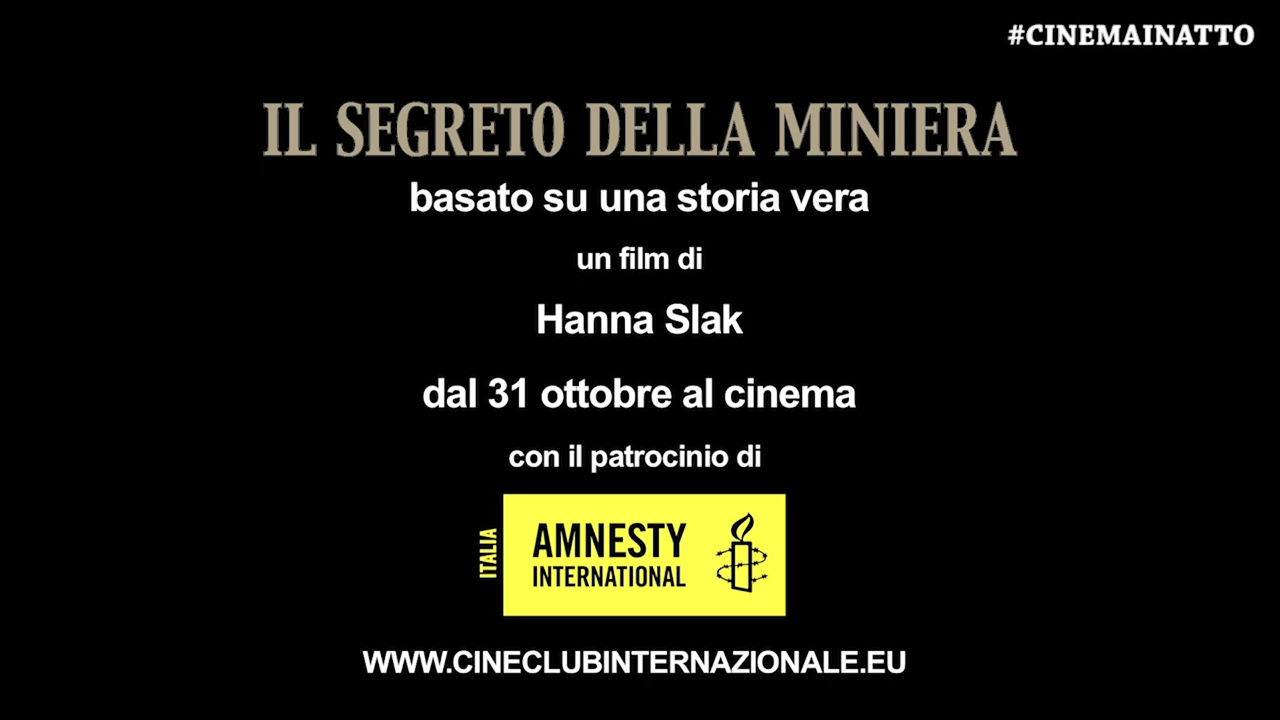 #CINEMAINATTO
IL SEGRETO DELLA MINIERA
basato su una storia vera
un film di
Hanna Slak
dal 31 ottobre al cinema
con il patrocinio di
ITALIA
AMNESTY
INTERNATIONAL
WWW.CINECLUBINTERNAZIONALE.EU